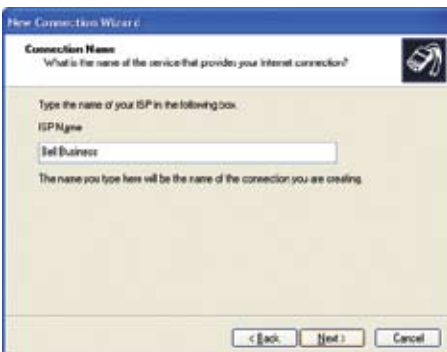 New Connection Wizard
Connection Name
What is the name of the service that provides your Internet connection?
Type the name of your ISP in the following box.
ISP Name
Bell Business
The name you type here will be the name of the connection you are creating.
< Back
Next >
Cancel